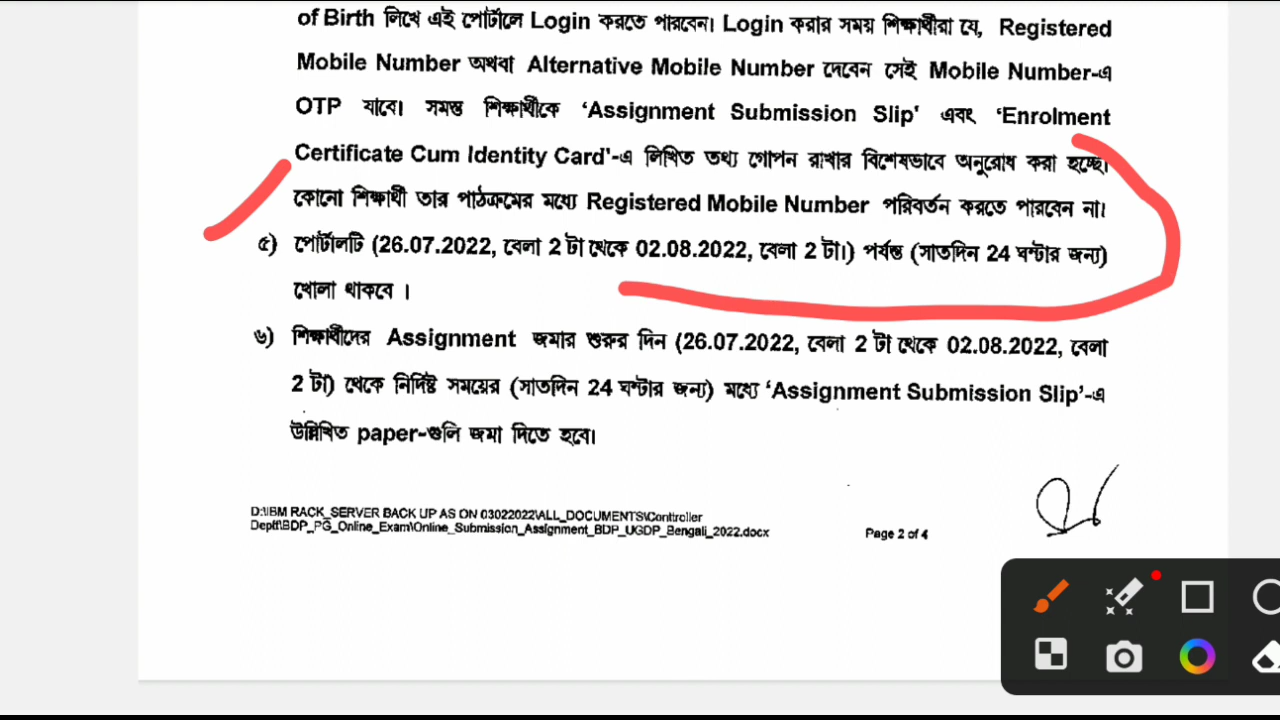 of Birth লিখে এই পোর্টালে Login করতে পারবেন। Login করার সময় শিক্ষার্থীরা যে, Registered
Mobile Number অথবা Alternative Mobile Number দেবেন সেই Mobile Number-এ
OTP যাবে। সমস্ত শিক্ষার্থীকে ‘Assignment Submission Slip’ এবং ‘Enrolment
Certificate Cum Identity Card’-এ লিখিত তথ্য গোপন রাখার বিশেষভাবে অনুরোধ করা হচ্ছে।
কোনো শিক্ষার্থী তার পাঠক্রমের মধ্যে Registered Mobile Number পরিবর্তন করতে পারবেন না।
৫) পোর্টালটি (26.07.2022, বেলা 2 টা থেকে 02.08.2022, বেলা 2 টা।) পর্যন্ত (সাতদিন 24 ঘন্টার জন্য)
খোলা থাকবে ।
৬) শিক্ষার্থীদের Assignment জমার শুরুর দিন (26.07.2022, বেলা 2 টা থেকে 02.08.2022, বেলা
2 টা) থেকে নির্দিষ্ট সময়ের (সাতদিন 24 ঘন্টার জন্য) মধ্যে ‘Assignment Submission Slip’-এ
উল্লিখিত paper-গুলি জমা দিতে হবে।
D:\IBM RACK_SERVER BACK UP AS ON 03022022\ALL_DOCUMENTS\Controller
Deptt\BDP_PG_Online_Exam\Online_Submission_Assignment_BDP_UGDP_Bengali_2022.docx
Page 2 of 4